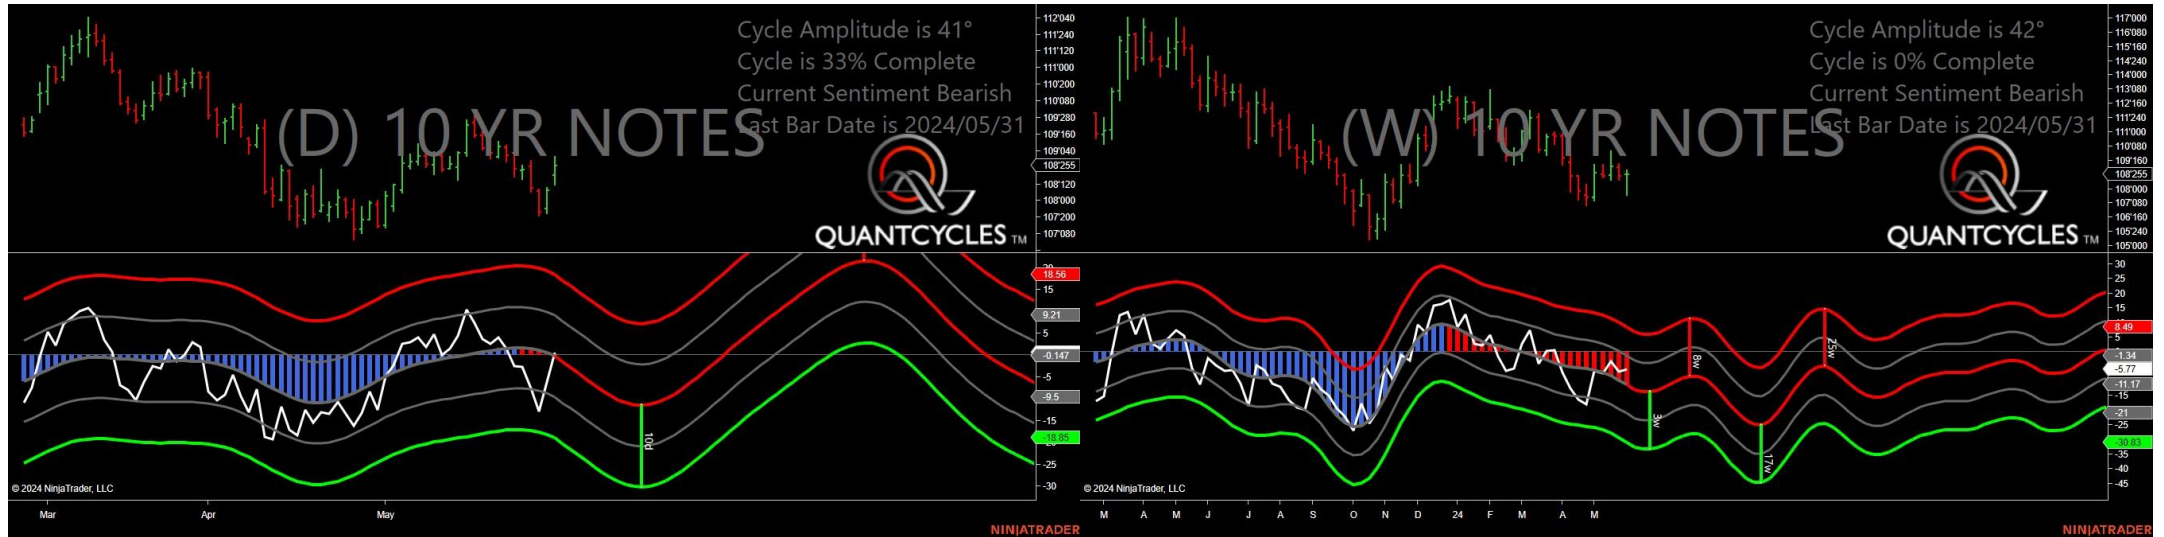 Cycle Amplitude is 41°
Cycle is 33% Complete
Current Sentiment Bearish
Last Bar Date is 2024/05/31
(D) 10 YR NOTES
QUANTCYCLES TM
112'040
111'240
111'120
111'000
110'200
110'080
109'280
109'160
109'040
108'255
108'120
108'000
107'200
107'080
18.56
15
9.21
5
-0.147
-5
-9.5
-15
-18.85
-25
-30
10d
© 2024 NinjaTrader, LLC
Mar Apr May
NINJATRADER
Cycle Amplitude is 42°
Cycle is 0% Complete
Current Sentiment Bearish
Last Bar Date is 2024/05/31
(W) 10 YR NOTES
QUANTCYCLES TM
117'000
116'080
115'160
114'240
114'000
113'080
112'160
111'240
111'000
110'080
109'160
108'255
108'000
107'080
106'160
105'240
105'000
30
25
20
15
8.49
5
-1.34
-5.77
-11.17
-15
-21
-25
-30.83
-35
-40
-45
3w
8w
17w
25w
© 2024 NinjaTrader, LLC
M A M J J A S O N D 24 F M A M
NINJATRADER